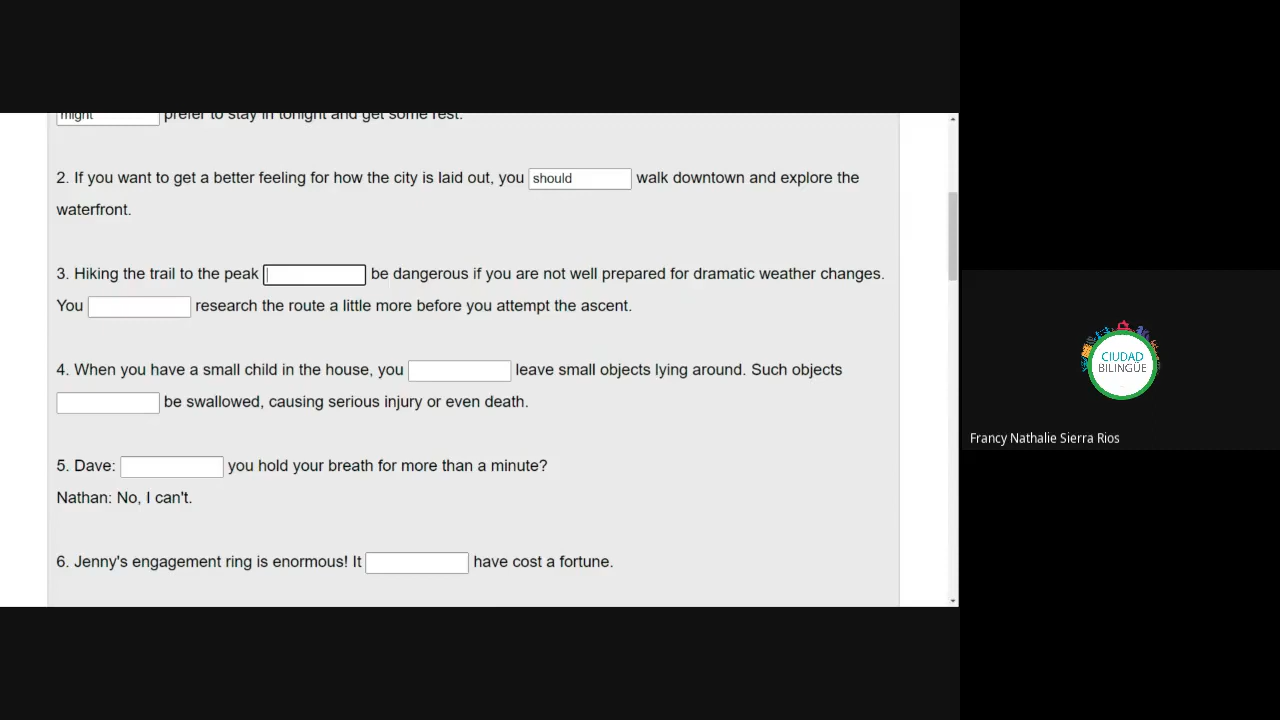 might prefer to stay in tonight and get some rest.
2. If you want to get a better feeling for how the city is laid out, you should walk downtown and explore the
waterfront.
3. Hiking the trail to the peak be dangerous if you are not well prepared for dramatic weather changes.
You research the route a little more before you attempt the ascent.
4. When you have a small child in the house, you leave small objects lying around. Such objects
be swallowed, causing serious injury or even death.
5. Dave: you hold your breath for more than a minute?
Nathan: No, I can't.
6. Jenny's engagement ring is enormous! It have cost a fortune.
CIUDAD
BILINGÜE
Francy Nathalie Sierra Rios